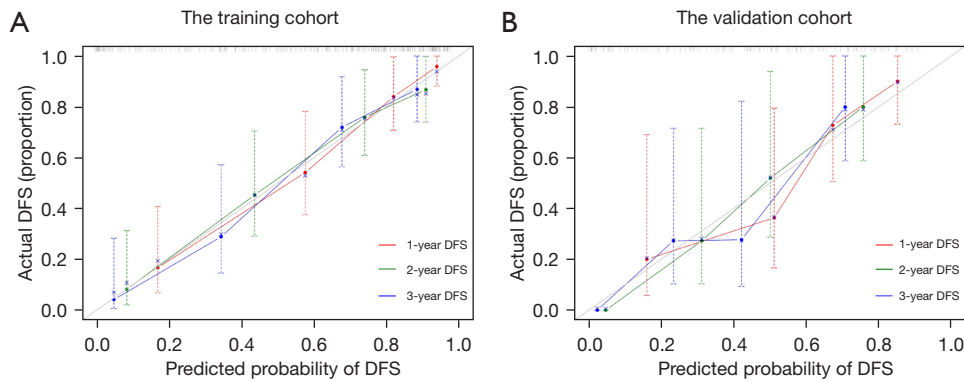 A
The training cohort
Actual DFS (proportion)
1.0
0.8
0.6
0.4
0.2
0.0
1-year DFS
2-year DFS
3-year DFS
0.0 0.2 0.4 0.6 0.8 1.0
Predicted probability of DFS
B
The validation cohort
Actual DFS (proportion)
1.0
0.8
0.6
0.4
0.2
0.0
1-year DFS
2-year DFS
3-year DFS
0.0 0.2 0.4 0.6 0.8 1.0
Predicted probability of DFS